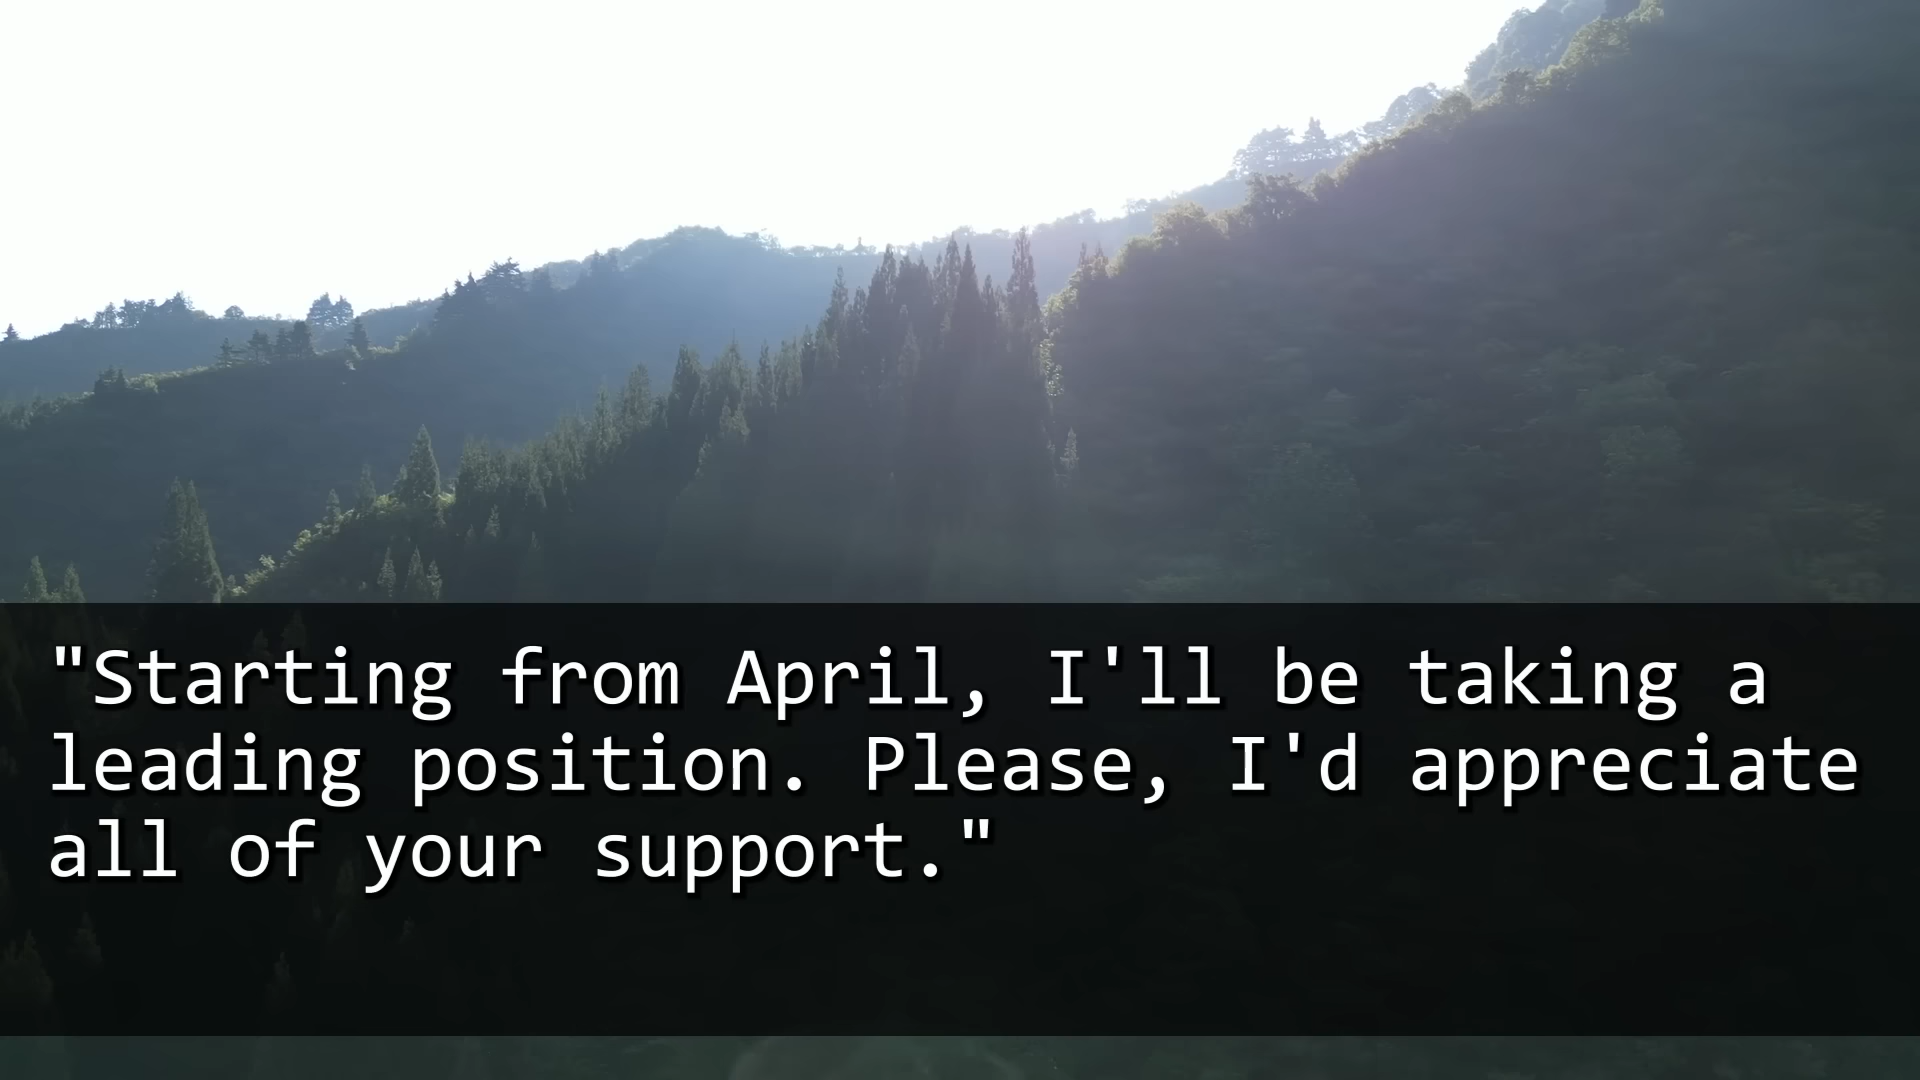 "Starting from April, I'll be taking a
leading position. Please, I'd appreciate
all of your support."